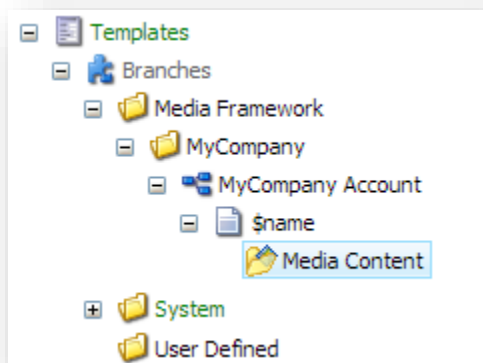 Templates
Branches
Media Framework
MyCompany
MyCompany Account
$name
Media Content
System
User Defined